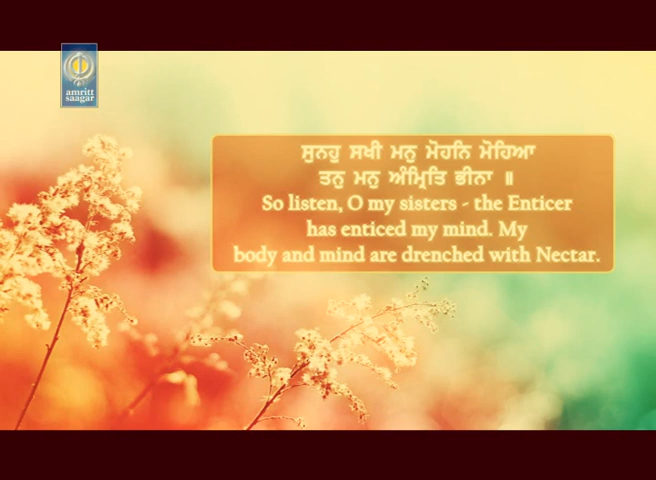 amritt
saagar
ਸੁਨਹੁ ਸਖੀ ਮਨੁ ਮੋਹਨਿ ਮੋਹਿਆ
ਤਨੁ ਮਨੁ ਅੰਮ੍ਰਿਤਿ ਭੀਨਾ ॥
So listen, O my sisters - the Enticer
has enticed my mind. My
body and mind are drenched with Nectar.